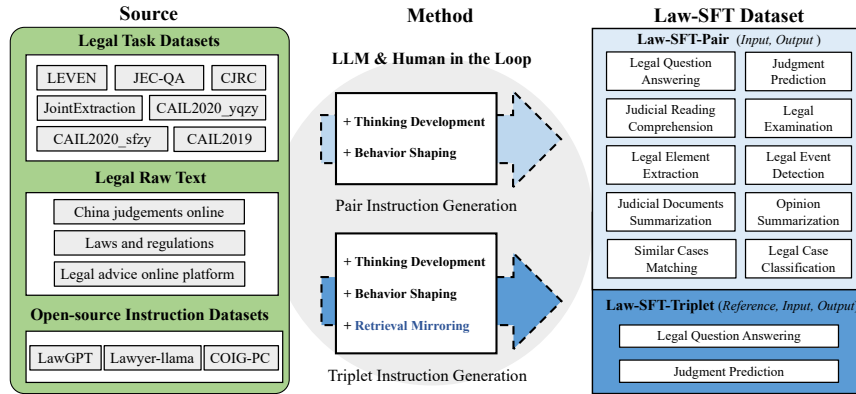 Source
Legal Task Datasets
LEVEN
JEC-QA
CJRC
JointExtraction
CAIL2020_yqzy
CAIL2020_sfzy
CAIL2019
Legal Raw Text
China judgements online
Laws and regulations
Legal advice online platform
Open-source Instruction Datasets
LawGPT
Lawyer-llama
COIG-PC
Method
LLM & Human in the Loop
+ Thinking Development
+ Behavior Shaping
Pair Instruction Generation
+ Thinking Development
+ Behavior Shaping
+ Retrieval Mirroring
Triplet Instruction Generation
Law-SFT Dataset
Law-SFT-Pair (Input, Output )
Legal Question
Answering
Judgment
Prediction
Judicial Reading
Comprehension
Legal
Examination
Legal Element
Extraction
Legal Event
Detection
Judicial Documents
Summarization
Opinion
Summarization
Similar Cases
Matching
Legal Case
Classification
Law-SFT-Triplet (Reference, Input, Output)
Legal Question Answering
Judgment Prediction